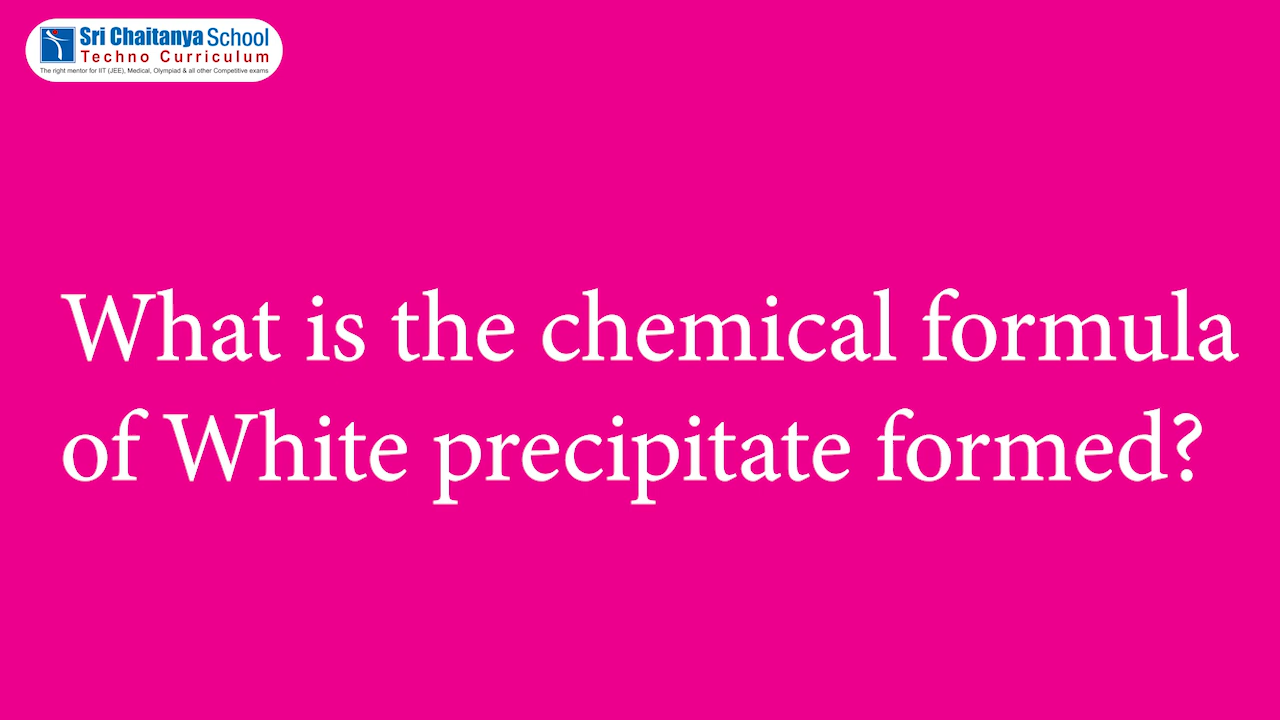 Sri Chaitanya School
Techno Curriculum
The right mentor for IIT (JEE), Medical, Olympiad & all other Competitive exams
What is the chemical formula
of White precipitate formed?